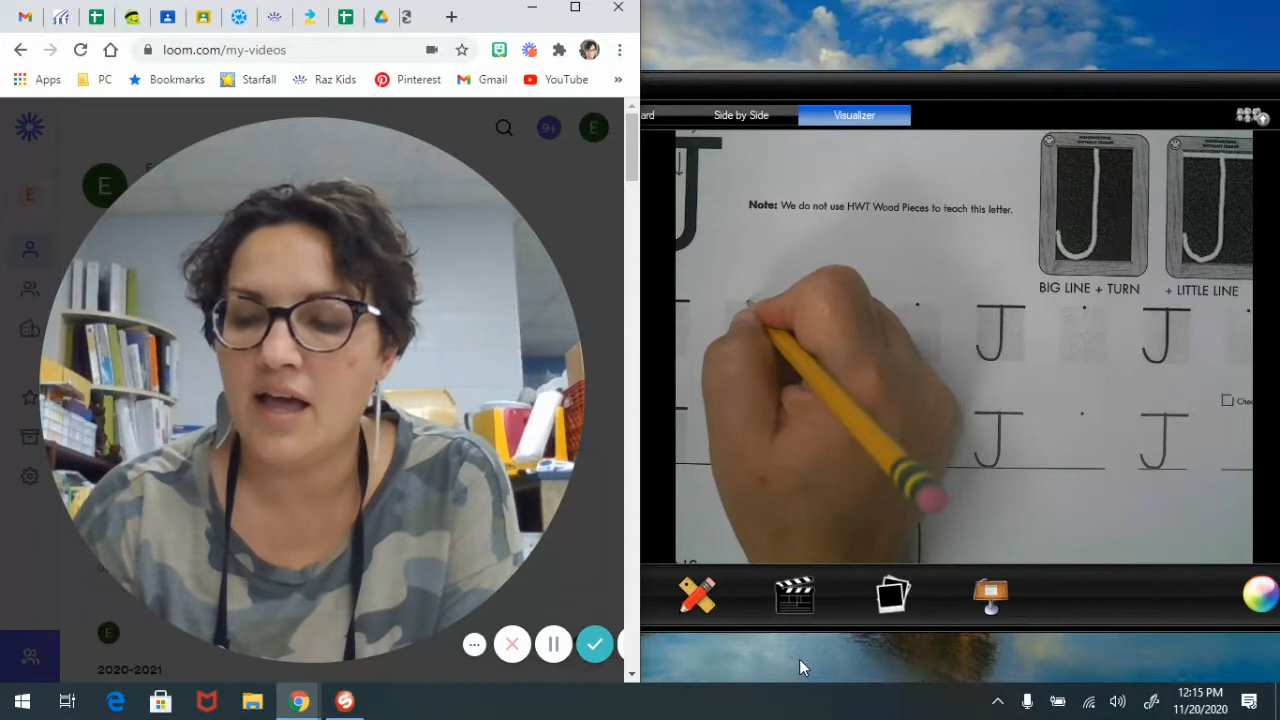 loom.com/my-videos
Apps PC Bookmarks Starfall Raz Kids Pinterest Gmail YouTube »
9+ E
E
E
E
2020-2021
Side by Side Visualizer
J
Note: We do not use HWT Wood Pieces to teach this letter.
J J
BIG LINE + TURN + LITTLE LINE
J J
J J
12:15 PM
11/20/2020